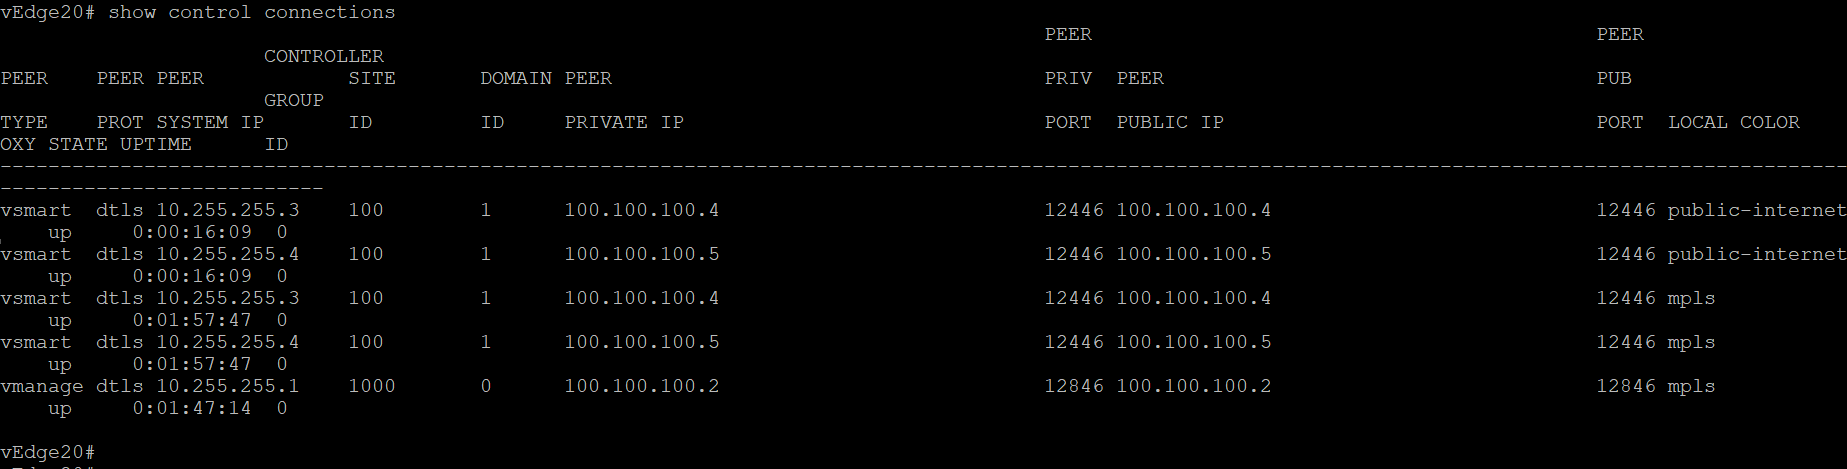 vEdge20# show control connections
PEER PEER
CONTROLLER
PEER PEER PEER SITE DOMAIN PEER PRIV PEER PUB
GROUP
TYPE PROT SYSTEM IP ID ID PRIVATE IP PORT PUBLIC IP PORT LOCAL COLOR
OXY STATE UPTIME ID
--------------------------------------------------------------------------------------------------------------------------------------------------------------------------
---------------------------
vsmart dtls 10.255.255.3 100 1 100.100.100.4 12446 100.100.100.4 12446 public-internet
up 0:00:16:09 0
vsmart dtls 10.255.255.4 100 1 100.100.100.5 12446 100.100.100.5 12446 public-internet
up 0:00:16:09 0
vsmart dtls 10.255.255.3 100 1 100.100.100.4 12446 100.100.100.4 12446 mpls
up 0:01:57:47 0
vsmart dtls 10.255.255.4 100 1 100.100.100.5 12446 100.100.100.5 12446 mpls
up 0:01:57:47 0
vmanage dtls 10.255.255.1 1000 0 100.100.100.2 12846 100.100.100.2 12846 mpls
up 0:01:47:14 0
vEdge20#